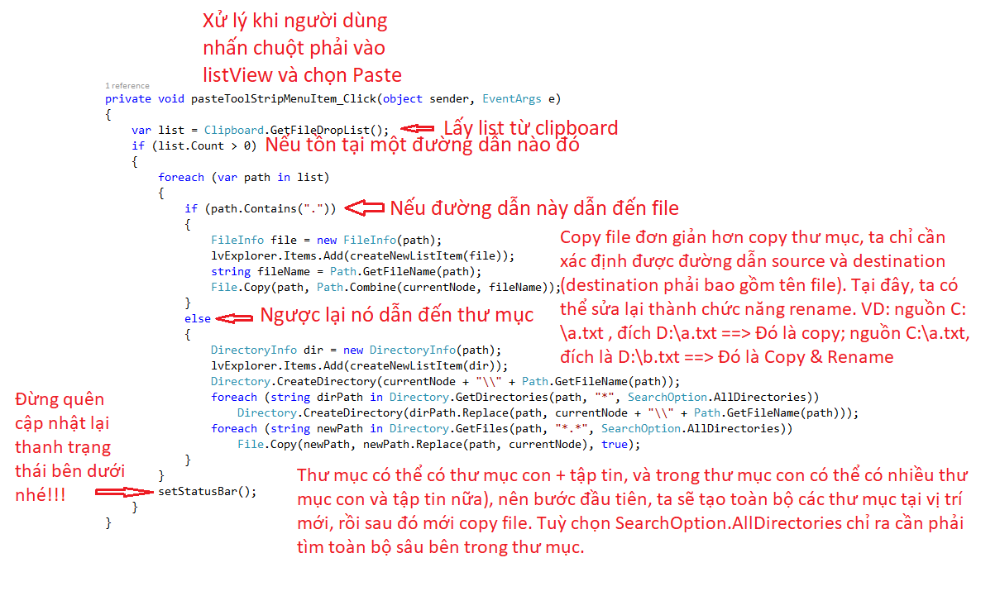 Xử lý khi người dùng
nhấn chuột phải vào
listView và chọn Paste
1 reference
private void pasteToolStripMenuItem_Click(object sender, EventArgs e)
{
var list = Clipboard.GetFileDropList();
Lấy list từ clipboard
if (list.Count > 0)
Nếu tồn tại một đường dẫn nào đó
{
foreach (var path in list)
{
if (path.Contains("."))
Nếu đường dẫn này dẫn đến file
{
FileInfo file = new FileInfo(path);
lvExplorer.Items.Add(createNewListItem(file));
string fileName = Path.GetFileName(path);
File.Copy(path, Path.Combine(currentNode, fileName));
}
Copy file đơn giản hơn copy thư mục, ta chỉ cần
xác định được đường dẫn source và destination
(destination phải bao gồm tên file). Tại đây, ta có
thể sửa lại thành chức năng rename. VD: nguồn C:
\a.txt , đích D:\a.txt ==> Đó là copy; nguồn C:\a.txt,
đích là D:\b.txt ==> Đó là Copy & Rename
else
Ngược lại nó dẫn đến thư mục
{
DirectoryInfo dir = new DirectoryInfo(path);
lvExplorer.Items.Add(createNewListItem(dir));
Directory.CreateDirectory(currentNode + "\\" + Path.GetFileName(path));
foreach (string dirPath in Directory.GetDirectories(path, "*", SearchOption.AllDirectories))
Directory.CreateDirectory(dirPath.Replace(path, currentNode + "\\" + Path.GetFileName(path)));
foreach (string newPath in Directory.GetFiles(path, "*.*", SearchOption.AllDirectories))
File.Copy(newPath, newPath.Replace(path, currentNode), true);
}
}
Đừng quên
cập nhật lại
thanh trạng
thái bên dưới
nhé!!!
setStatusBar();
}
}
Thư mục có thể có thư mục con + tập tin, và trong thư mục con có thể có nhiều thư
mục con và tập tin nữa), nên bước đầu tiên, ta sẽ tạo toàn bộ các thư mục tại vị trí
mới, rồi sau đó mới copy file. Tuỳ chọn SearchOption.AllDirectories chỉ ra cần phải
tìm toàn bộ sâu bên trong thư mục.